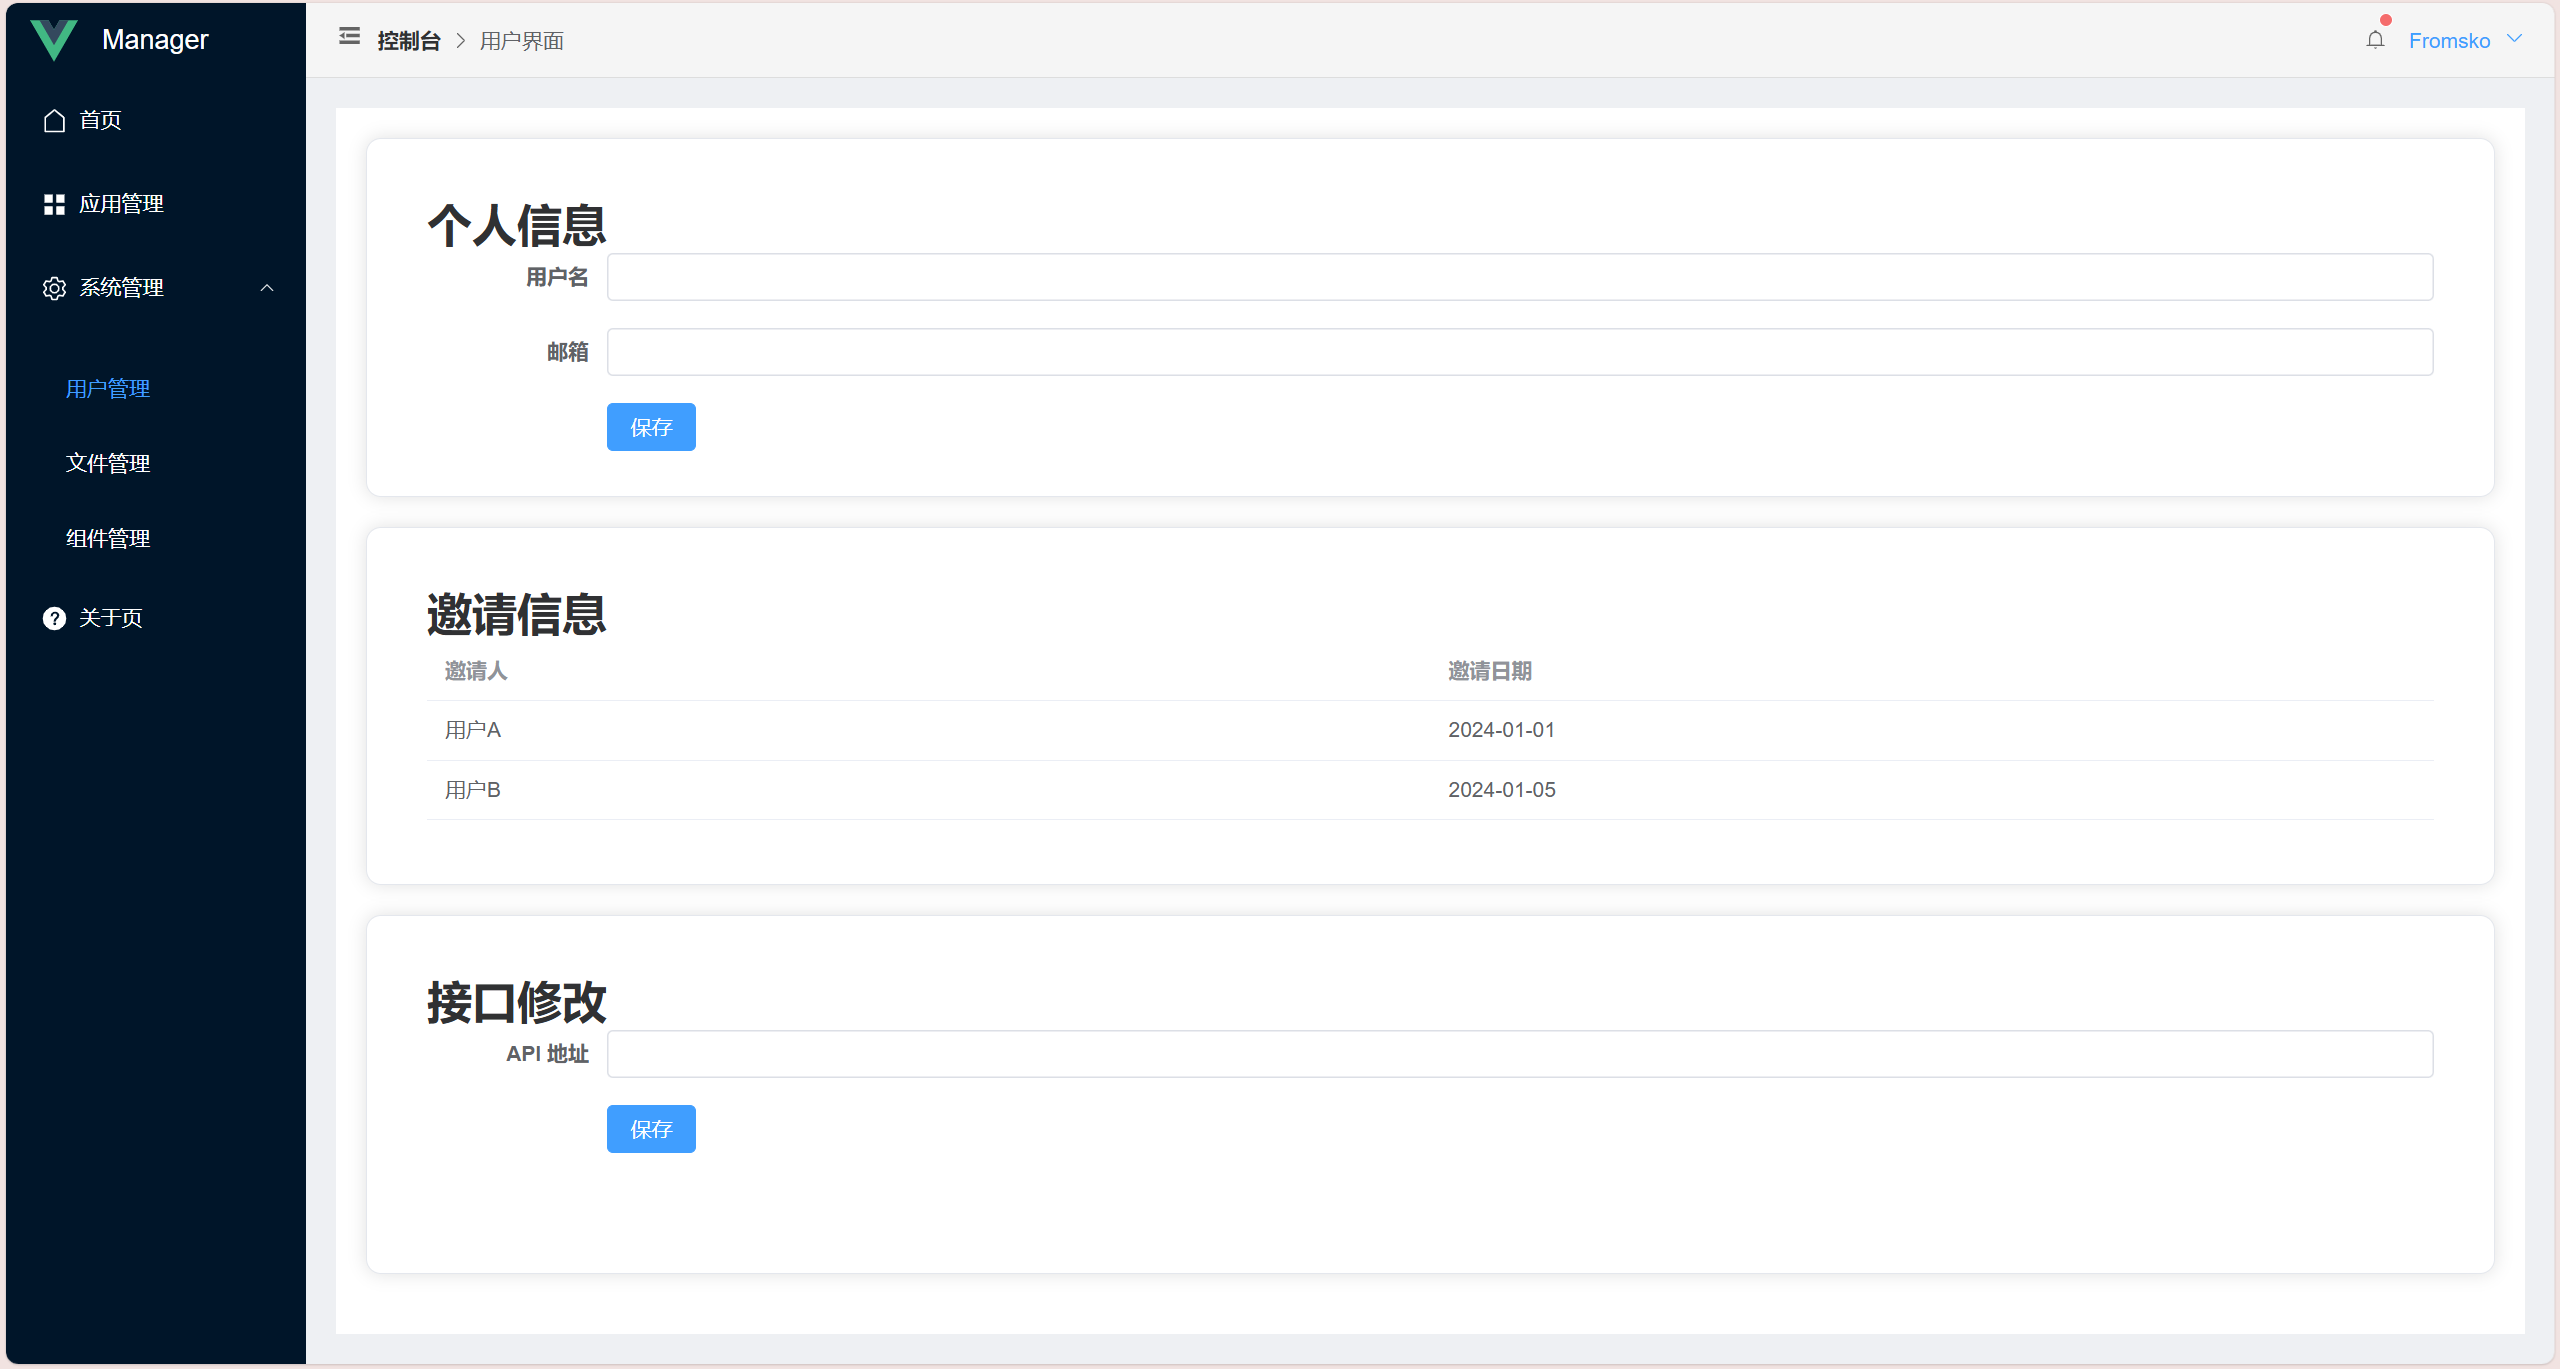 Manager
首页
应用管理
系统管理
用户管理
文件管理
组件管理
关于页
控制台 > 用户界面
Fromsko
个人信息
用户名
邮箱
保存
邀请信息
邀请人 邀请日期
用户A 2024-01-01
用户B 2024-01-05
接口修改
API 地址
保存